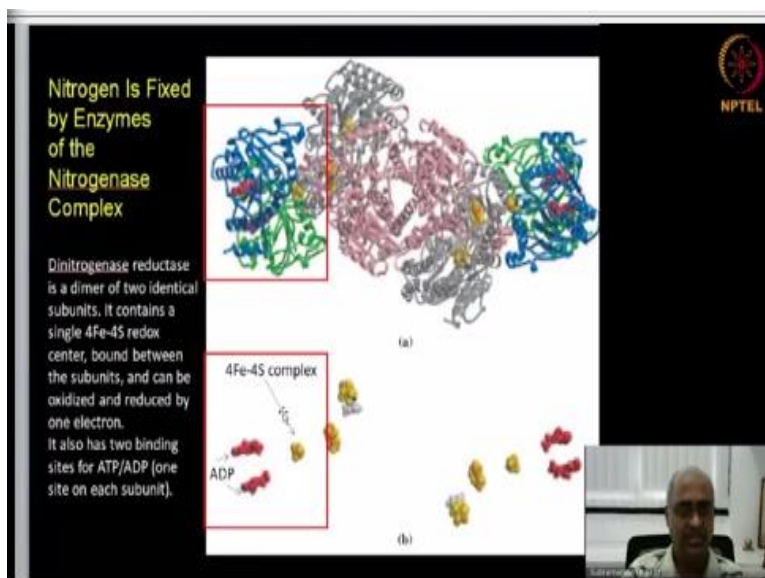 Nitrogen Is Fixed
by Enzymes
of the
Nitrogenase
Complex
NPTEL
Dinitrogenase reductase
is a dimer of two identical
subunits. It contains a
single 4Fe-4S redox
center, bound between
the subunits, and can be
oxidized and reduced by
one electron.
It also has two binding
sites for ATP/ADP (one
site on each subunit).
(a)
4Fe-4S complex
ADP
(b)